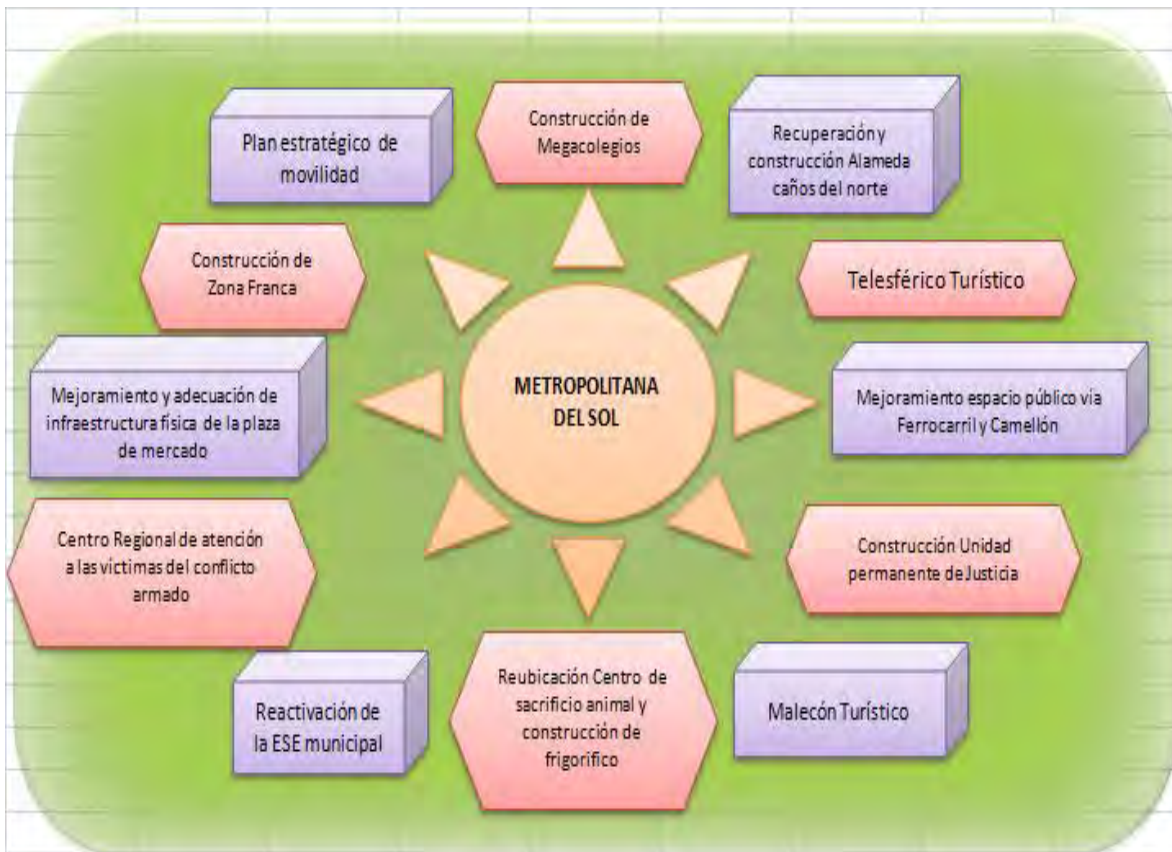 Construcción de
Megacolegios
Plan estratégico de
movilidad
Recuperación y
construcción Alameda
caños del norte
Construcción de
Zona Franca
Telesférico Turístico
METROPOLITANA
DEL SOL
Mejoramiento y adecuación de
infraestructura física de la plaza
de mercado
Mejoramiento espacio público vía
Ferrocarril y Camellón
Centro Regional de atención
a las víctimas del conflicto
armado
Construcción Unidad
permanente de Justicia
Reactivación de
la ESE municipal
Reubicación Centro de
sacrificio animal y
construcción de
frigorifico
Malecón Turístico